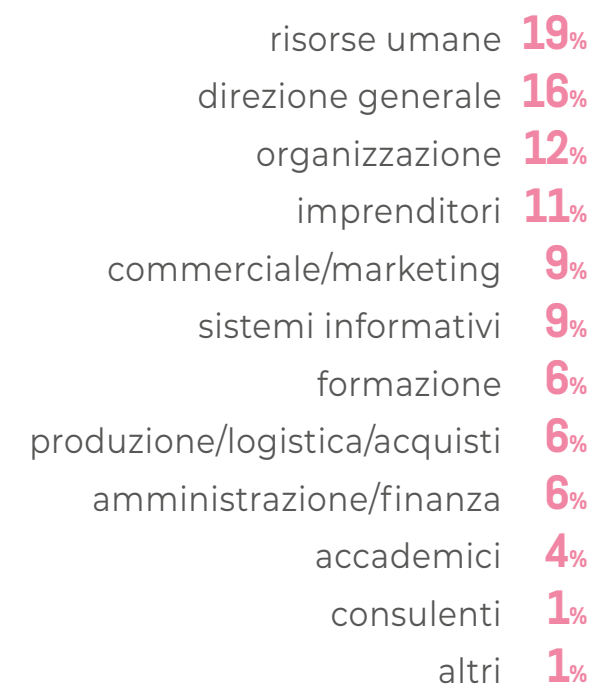 risorse umane 19%
direzione generale 16%
organizzazione 12%
imprenditori 11%
commerciale/marketing 9%
sistemi informativi 9%
formazione 6%
produzione/logistica/acquisti 6%
amministrazione/finanza 6%
accademici 4%
consulenti 1%
altri 1%